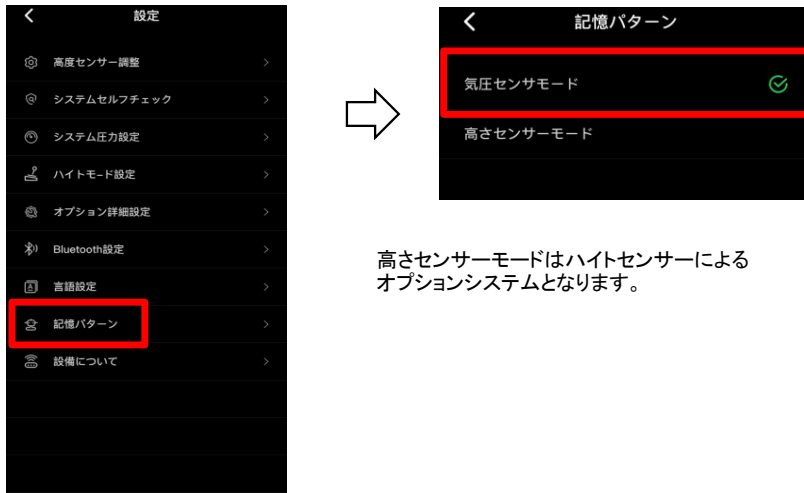 設定
高度センサー調整
システムセルフチェック
システム圧力設定
ハイトモード設定
オプション詳細設定
Bluetooth設定
言語設定
記憶パターン
設備について
記憶パターン
気圧センサモード
高さセンサーモード
高さセンサーモードはハイトセンサーによる
オプションシステムとなります。